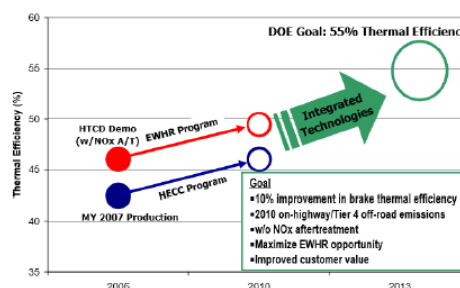 DOE Goal: 55% Thermal Efficienc
60
55
50
45
40
35
Thermal Efficiency (%)
HTCD Demo
(w/NOx A/T)
EWHR Program
HECC Program
MY 2007 Production
Integrated
Technologies
Goal
▪10% improvement in brake thermal efficiency
▪2010 on-highway/Tier 4 off-road emissions
▪w/o NOx aftertreatment
▪Maximize EWHR opportunity
▪Improved customer value
2010
2013